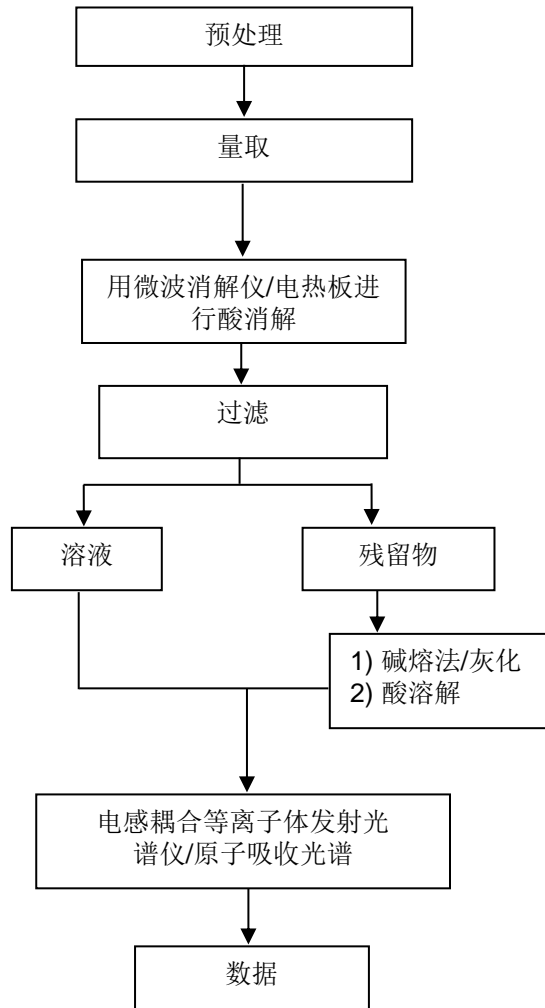 预处理
量取
用微波消解仪/电热板进
行酸消解
过滤
溶液
残留物
1) 碱熔法/灰化
2) 酸溶解
电感耦合等离子体发射光
谱仪/原子吸收光谱
数据